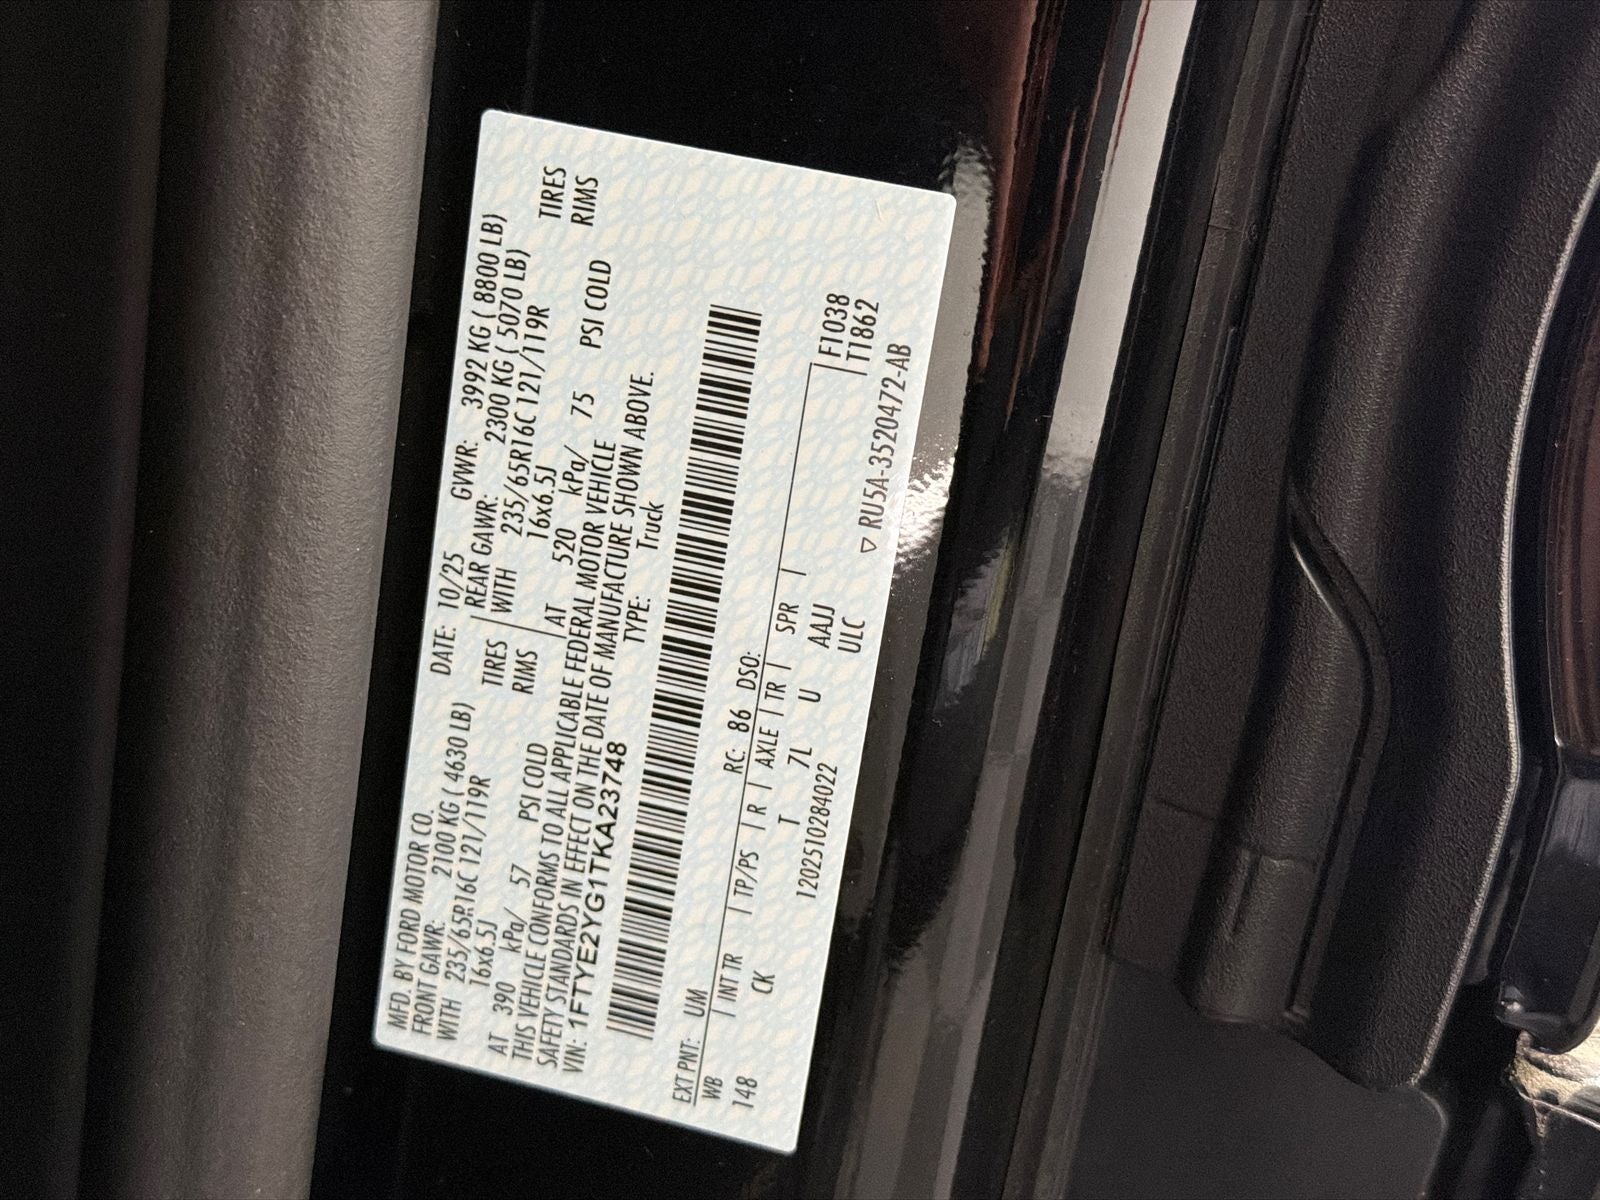 MFD. BY FORD MOTOR CO. DATE: 10/25 GVWR: 3992 KG ( 8800 LB)
FRONT GAWR: 2100 KG ( 4630 LB) REAR GAWR: 2300 KG ( 5070 LB)
WITH 235/65R16C 121/119R TIRES WITH 235/65R16C 121/119R TIRES
16x6.5J RIMS 16x6.5J RIMS
AT 390 kPa/ 57 PSI COLD AT 520 kPa/ 75 PSI COLD
THIS VEHICLE CONFORMS TO ALL APPLICABLE FEDERAL MOTOR VEHICLE
SAFETY STANDARDS IN EFFECT ON THE DATE OF MANUFACTURE SHOWN ABOVE.
VIN: 1FTYE2YG1TKA23748 TYPE: Truck
EXT PNT: UM RC: 86 DSO:
WB INT TR TP/PS R AXLE TR SPR F1038
148 CK T 7L U AAJJ T1862
1202510284022 ULC
▽ RU5A-3520472-AB